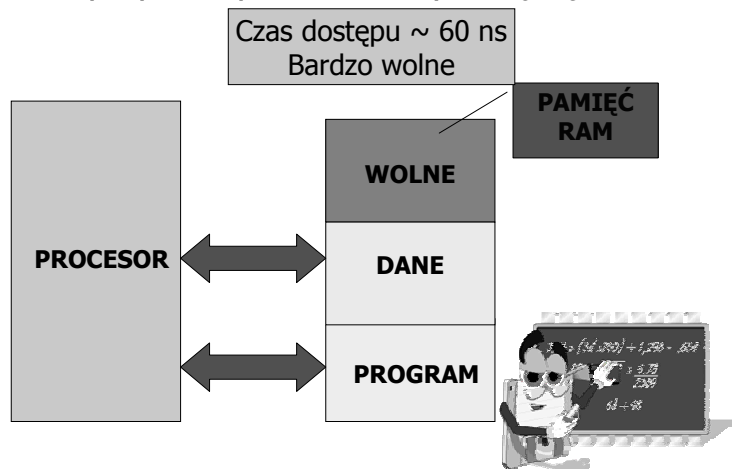 Czas dostępu ~ 60 ns
Bardzo wolne
PAMIĘĆ
RAM
WOLNE
PROCESOR
DANE
PROGRAM